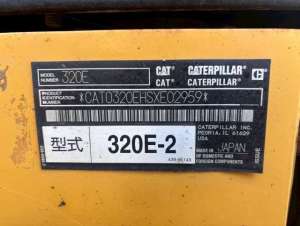 MODEL NUMBER 320E CAT CATERPILLAR
CAT CATERPILLAR
PRODUCT IDENTIFICATION NUMBER *CAT0320EHSXE02959*
型式 320E-2
CATERPILLAR INC.
PEORIA, IL 61629
USA
MADE IN JAPAN
OF DOMESTIC AND
FOREIGN COMPONENTS
ISSUE